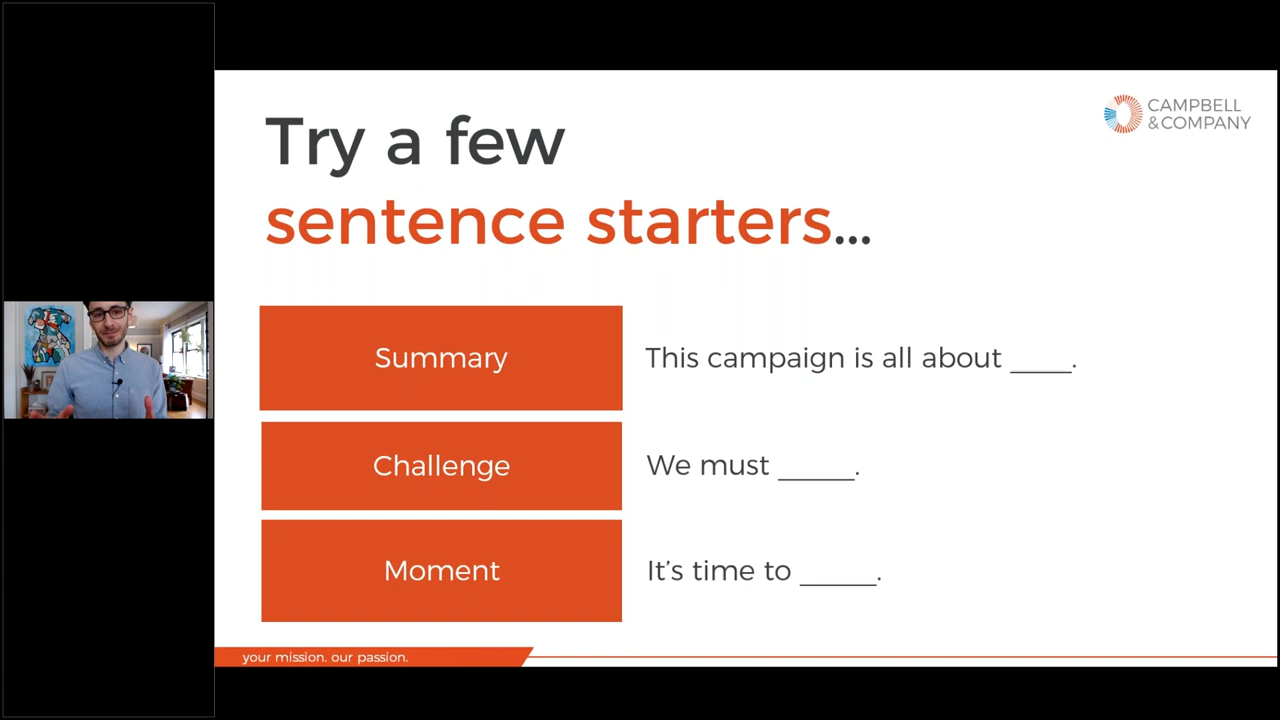 CAMPBELL
&COMPANY
Try a few
sentence starters...
Summary
This campaign is all about ____.
Challenge
We must _____.
Moment
It's time to _____.
your mission. our passion.